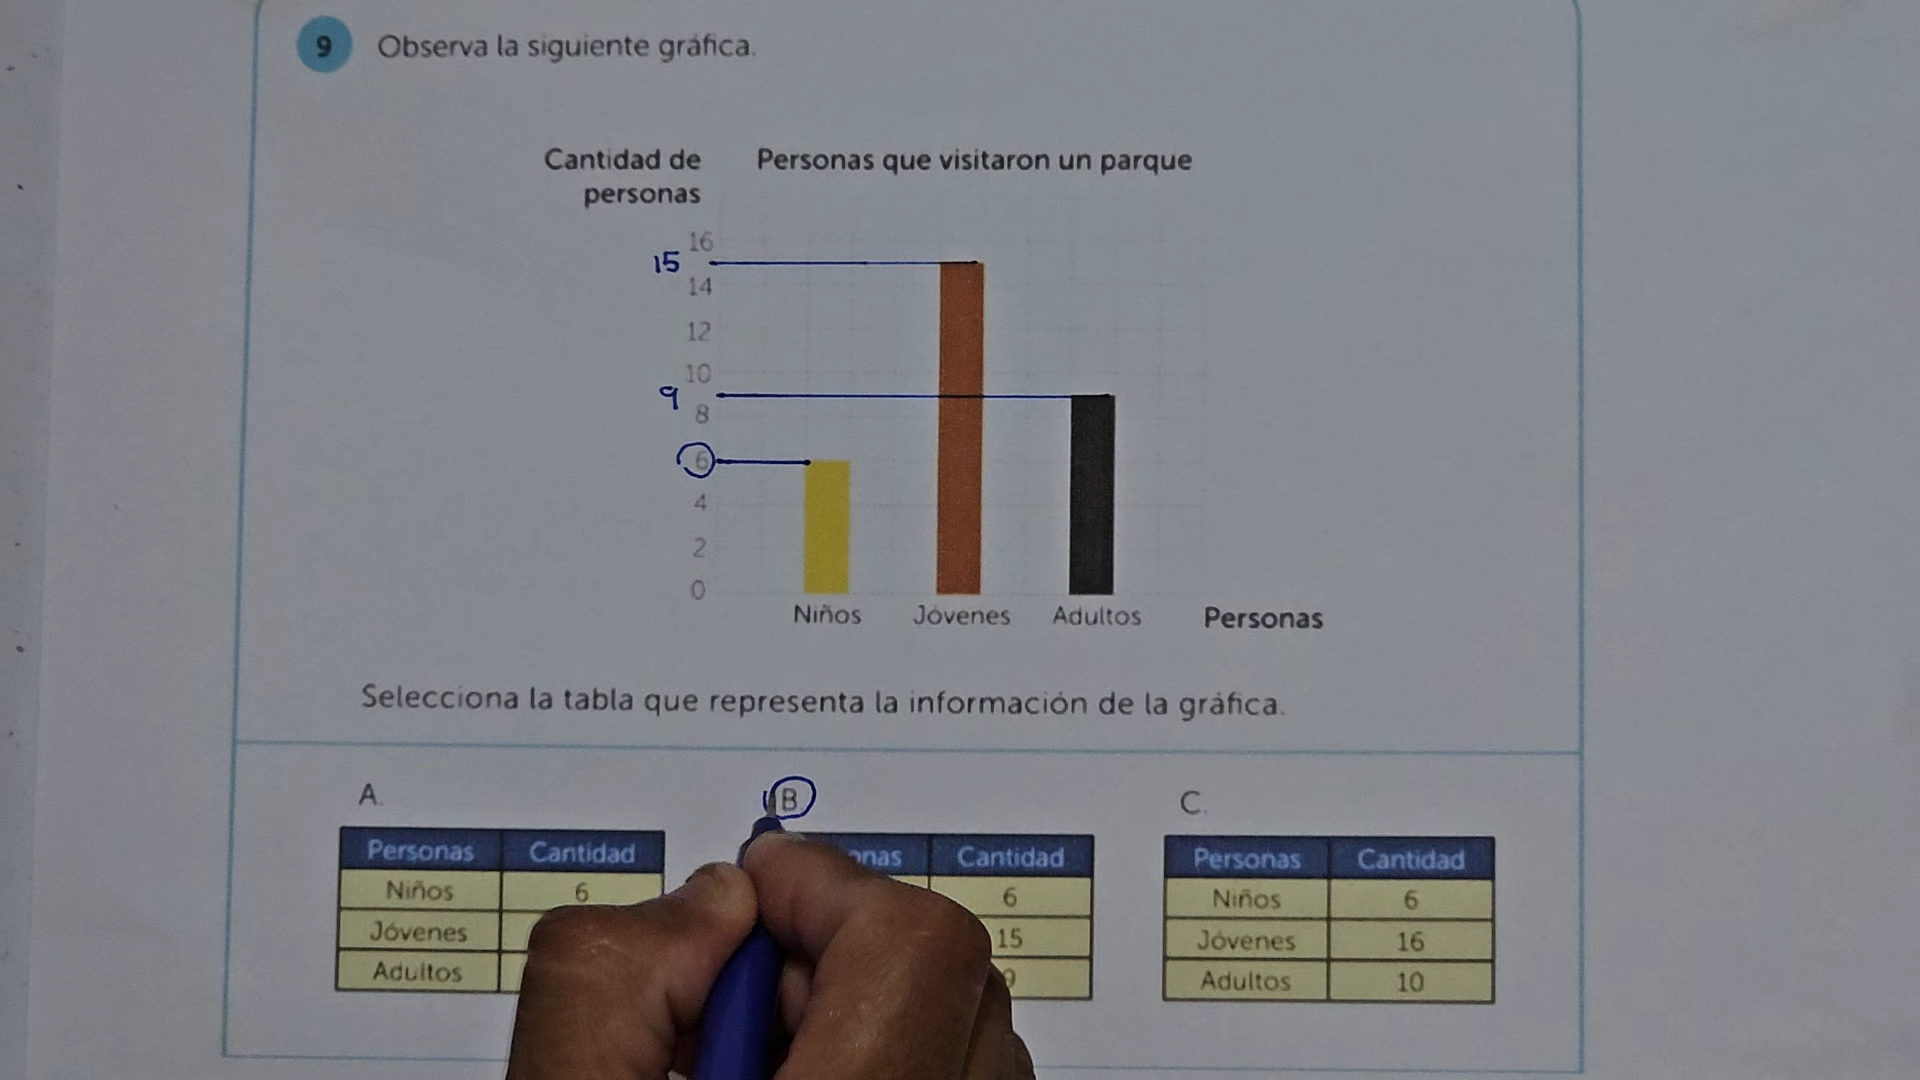 9 Observa la siguiente gráfica.
Cantidad de personas
Personas que visitaron un parque
16
15
14
12
10
9
8
6
4
2
0
Niños Jóvenes Adultos Personas
Selecciona la tabla que representa la información de la gráfica.
A.
Personas Cantidad
Niños 6
Jóvenes
Adultos
B.
Cantidad
6
15
9
C.
Personas Cantidad
Niños 6
Jóvenes 16
Adultos 10